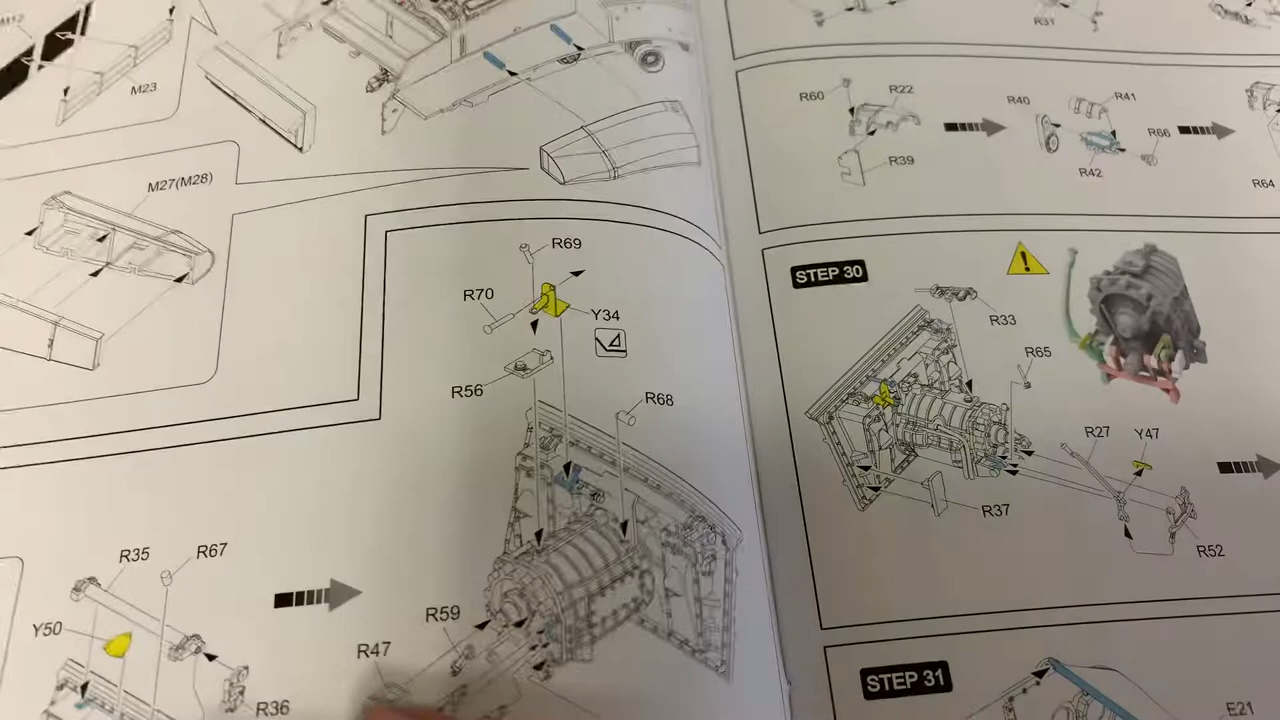 M23
M27(M28)
R69
R70
Y34
R56
R68
R35
R67
Y50
R36
R59
R47
R31
R60
R22
R39
R40
R41
R66
R42
R64
STEP 30
R33
R65
R27
Y47
R37
R52
STEP 31
E21